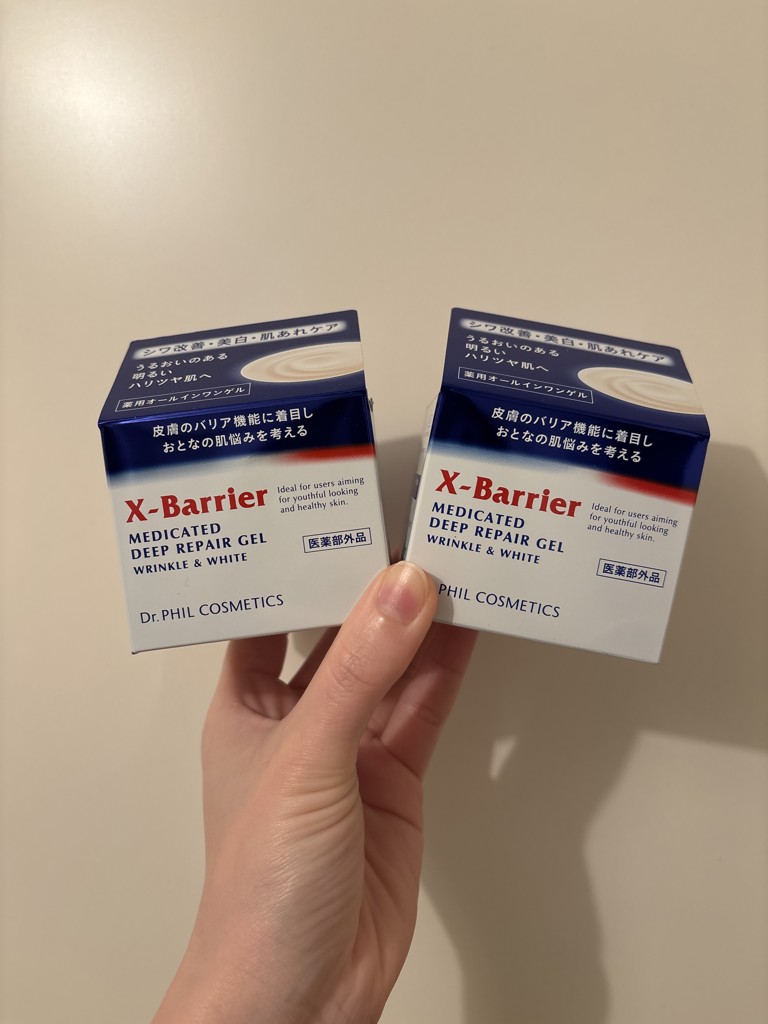 シワ改善・美白・肌あれケア
うるおいのある
明るい
ハリツヤ肌へ
薬用オールインワンゲル
皮膚のバリア機能に着目し
おとなの肌悩みを考える
X-Barrier
Ideal for users aiming
for youthful looking
and healthy skin.
MEDICATED
DEEP REPAIR GEL
WRINKLE & WHITE
医薬部外品
Dr. PHIL COSMETICS
シワ改善・美白・肌あれケア
うるおいのある
明るい
ハリツヤ肌へ
薬用オールインワンゲル
皮膚のバリア機能に着目し
おとなの肌悩みを考える
X-Barrier
Ideal for users aiming
for youthful looking
and healthy skin.
MEDICATED
DEEP REPAIR GEL
WRINKLE & WHITE
医薬部外品
PHIL COSMETICS